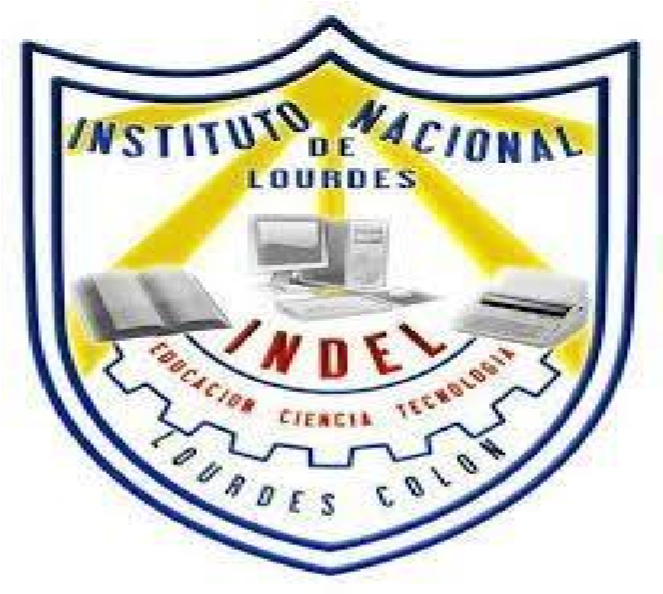 INSTITUTO NACIONAL
DE
LOURDES
INDEL
EDUCACION CIENCIA TECNOLOGIA
LOURDES COLON